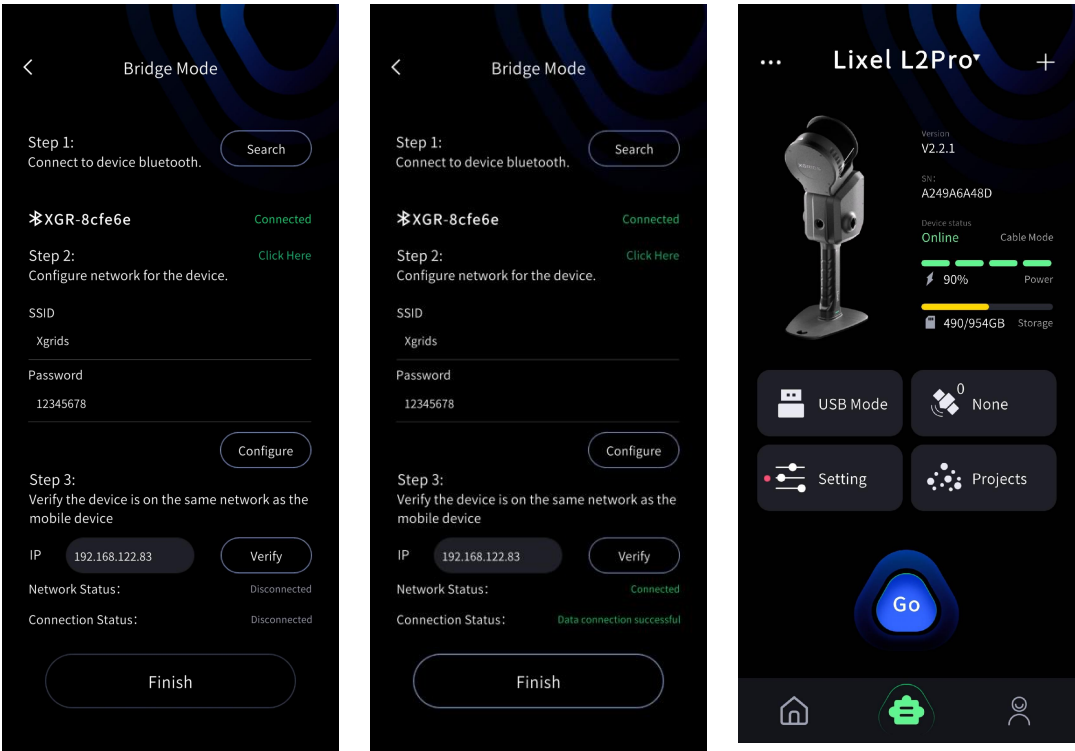 Bridge Mode
Step 1:
Connect to device bluetooth.
Search
XGR-8cfe6e
Connected
Step 2:
Click Here
Configure network for the device.
SSID
Xgrids
Password
12345678
Configure
Step 3:
Verify the device is on the same network as the
mobile device
IP
192.168.122.83
Verify
Network Status:
Disconnected
Connection Status:
Disconnected
Finish
Bridge Mode
Step 1:
Connect to device bluetooth.
Search
XGR-8cfe6e
Connected
Step 2:
Click Here
Configure network for the device.
SSID
Xgrids
Password
12345678
Configure
Step 3:
Verify the device is on the same network as the
mobile device
IP
192.168.122.83
Verify
Network Status:
Connected
Connection Status:
Data connection successful
Finish
Lixel L2Pro
Version
V2.2.1
SN:
A249A6A48D
Device status
Online
Cable Mode
90%
Power
490/954GB
Storage
USB Mode
0
None
Setting
Projects
Go